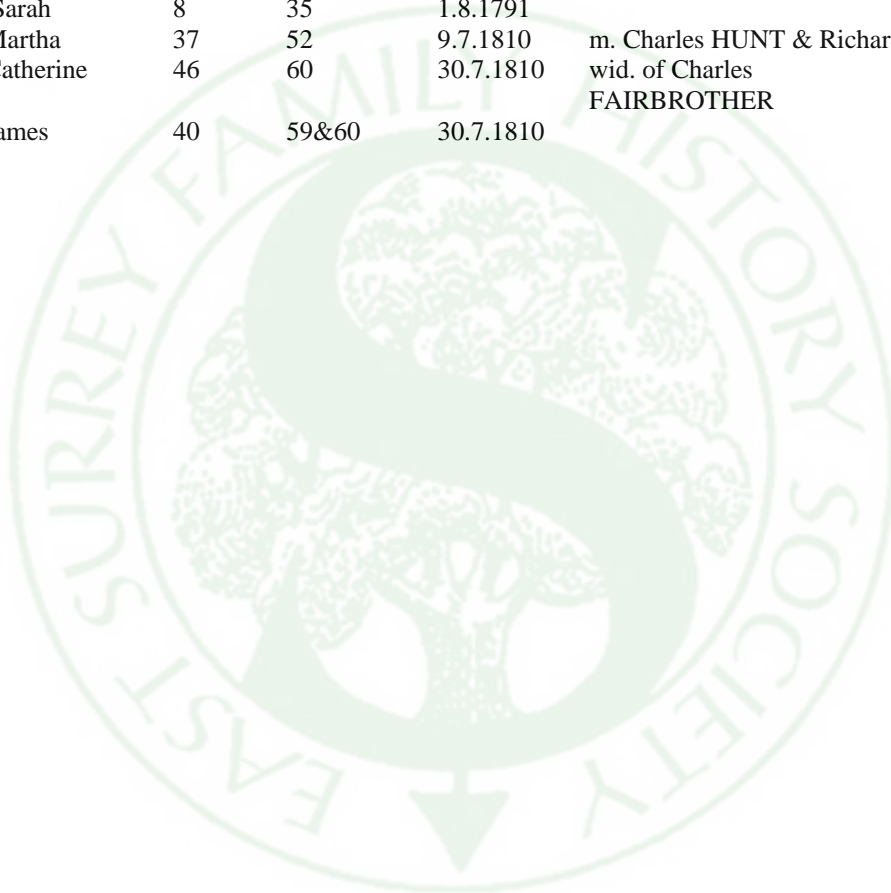 Sarah 8 35 1.8.1791
Martha 37 52 9.7.1810 m. Charles HUNT & Richar
Catherine 46 60 30.7.1810 wid. of Charles
FAIRBROTHER
ames 40 59&60 30.7.1810
EAST SURREY FAMILY HISTORY SOCIETY